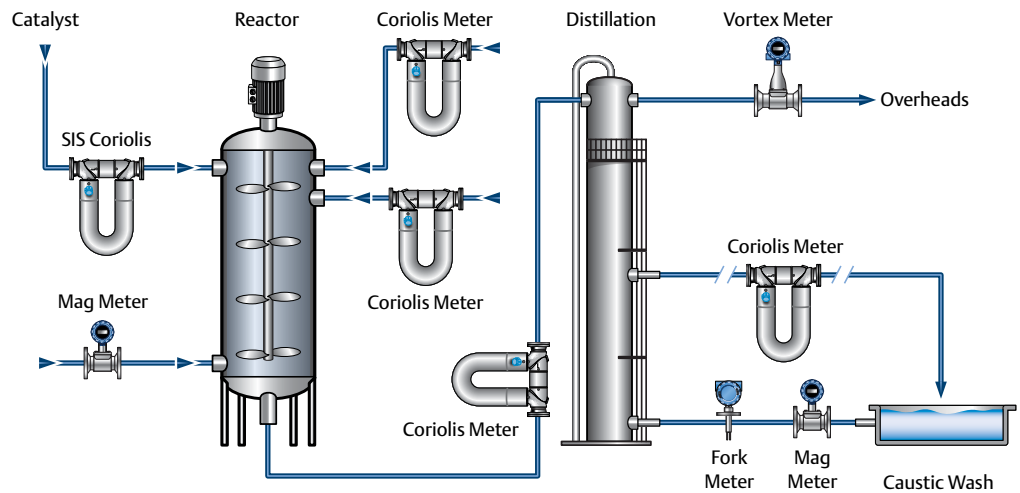 Catalyst
Reactor
Coriolis Meter
Distillation
Vortex Meter
Overheads
SIS Coriolis
Coriolis Meter
Coriolis Meter
Mag Meter
Coriolis Meter
Fork
Meter
Mag
Meter
Caustic Wash